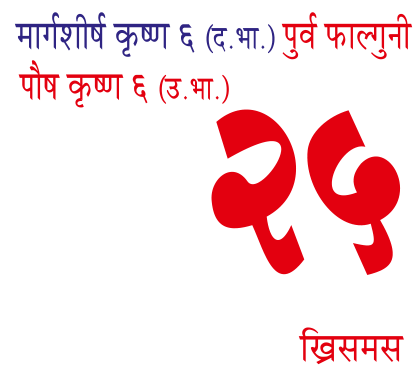 मार्गशीर्ष कृष्ण ६ (द.भा.) पुर्व फाल्गुनी
पौष कृष्ण ६ (उ.भा.)
२५
ख्रिसमस